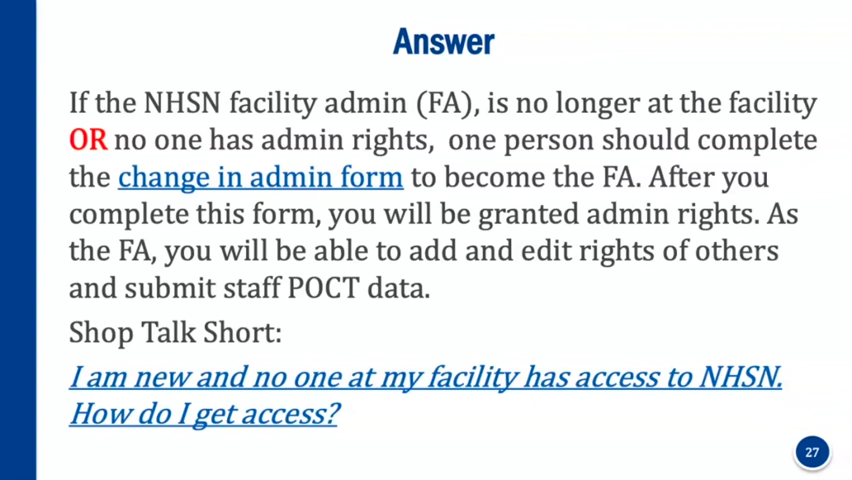 Answer
If the NHSN facility admin (FA), is no longer at the facility
OR no one has admin rights,  one person should complete
the change in admin form to become the FA. After you
complete this form, you will be granted admin rights. As
the FA, you will be able to add and edit rights of others
and submit staff POCT data.
Shop Talk Short:
I am new and no one at my facility has access to NHSN.
How do I get access?
27